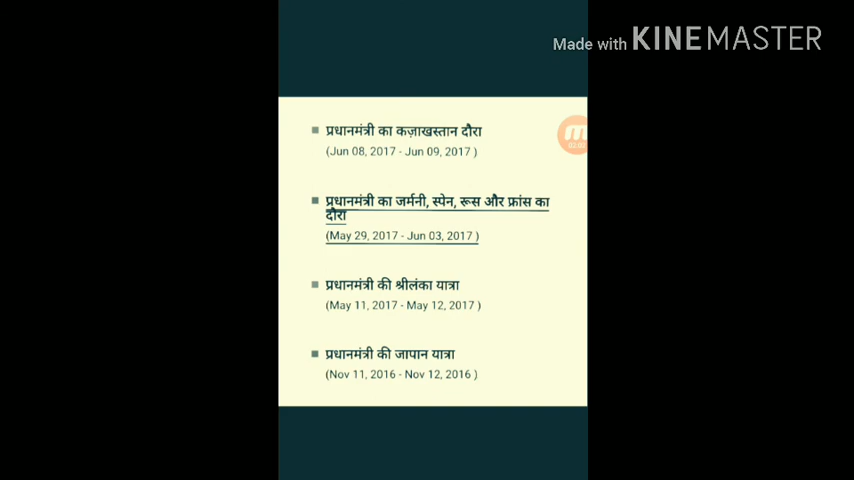 Made with KINEMASTER
प्रधानमंत्री का कज़ाखस्तान दौरा
(Jun 08, 2017 - Jun 09, 2017 )
प्रधानमंत्री का जर्मनी, स्पेन, रूस और फ्रांस का
दौरा
(May 29, 2017 - Jun 03, 2017 )
प्रधानमंत्री की श्रीलंका यात्रा
(May 11, 2017 - May 12, 2017 )
प्रधानमंत्री की जापान यात्रा
(Nov 11, 2016 - Nov 12, 2016 )